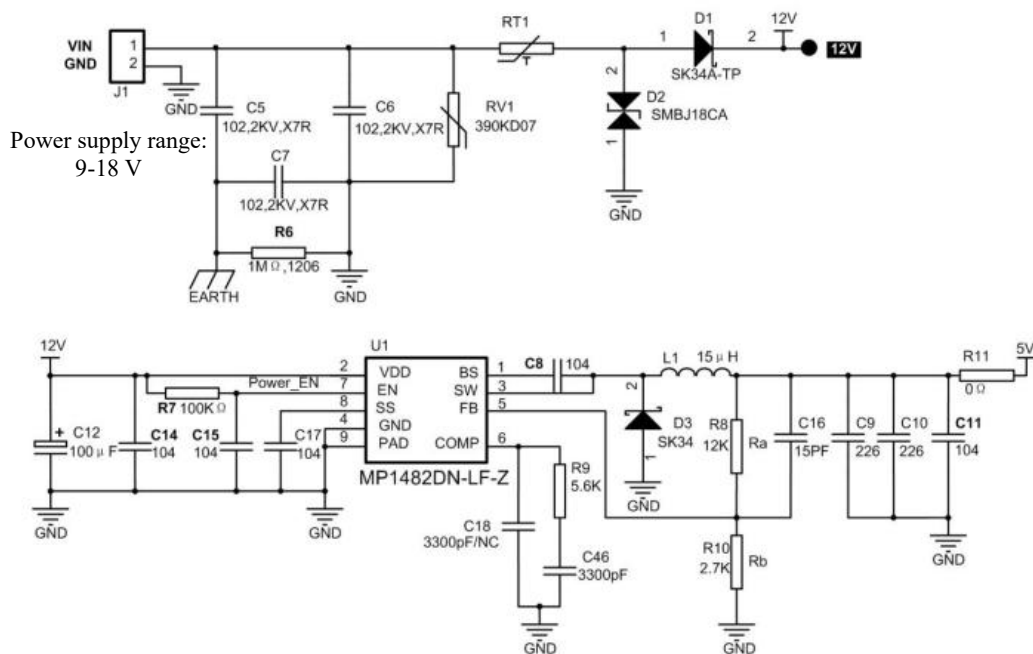 RT1
T
D1
1
2
SK34A-TP
12V
12V
VIN
GND
1
2
J1
GND
C5
102,2KV,X7R
C6
102,2KV,X7R
RV1
390KD07
2
D2
SMBJ18CA
1
GND
Power supply range:
9-18 V
C7
102,2KV,X7R
R6
1MΩ,1206
EARTH
GND
12V
U1
MP1482DN-LF-Z
2 VDD
7 EN
8 SS
4 GND
9 PAD
BS 1
SW 3
FB 5
COMP 6
Power_EN
R7 100KΩ
C12
100μF
C14
104
C15
104
C17
104
GND
GND
C8 104
L1 15μH
2
D3
SK34
1
GND
R8
12K
Ra
C16
15PF
C9
226
C10
226
C11
104
R11
0Ω
5V
GND
R9
5.6K
C18
3300pF/NC
C46
3300pF
GND
R10
2.7K
Rb
GND